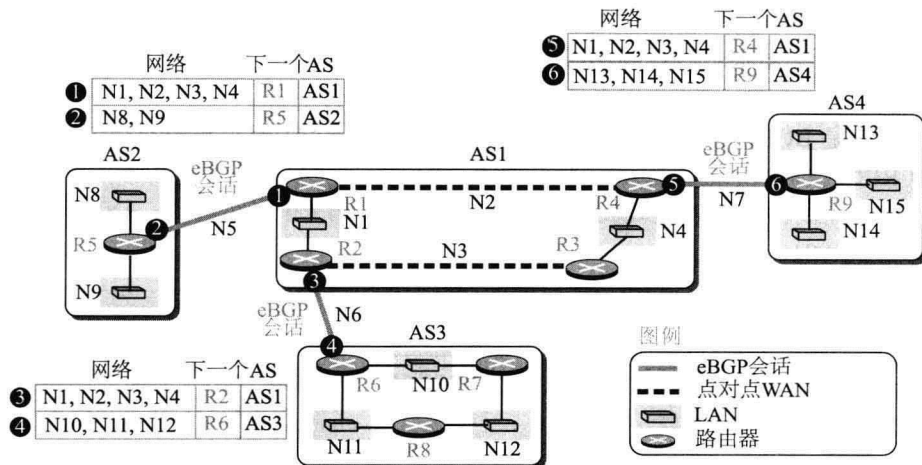 网络 下一个AS
❺ N1, N2, N3, N4 R4 AS1
❻ N13, N14, N15 R9 AS4
网络 下一个AS
❶ N1, N2, N3, N4 R1 AS1
❷ N8, N9 R5 AS2
AS2
AS1
AS4
eBGP
会话
eBGP
会话
N13
N8
❶ R1
N2
R4 ❺
❻
R9
N15
N7
R5 ❷
N5
N1
N4
N14
R2
N3
R3
N9
❸
eBGP
会话
N6
❹
AS3
图例
eBGP会话
点对点WAN
LAN
路由器
R6
N10
R7
N11
R8
N12
网络 下一个AS
❸ N1, N2, N3, N4 R2 AS1
❹ N10, N11, N12 R6 AS3